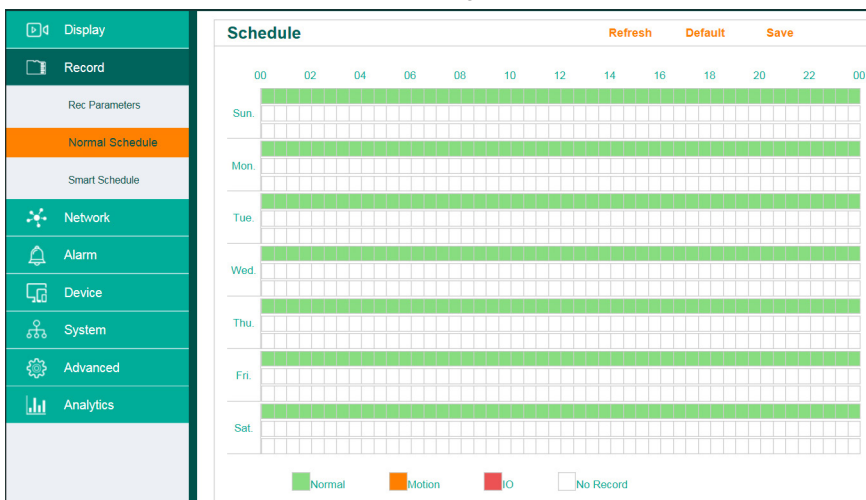 Display
Record
Rec Parameters
Normal Schedule
Smart Schedule
Network
Alarm
Device
System
Advanced
Analytics
Schedule Refresh Default Save
00 02 04 06 08 10 12 14 16 18 20 22 00
Sun.
Mon.
Tue.
Wed.
Thu.
Fri.
Sat.
Normal Motion IO No Record